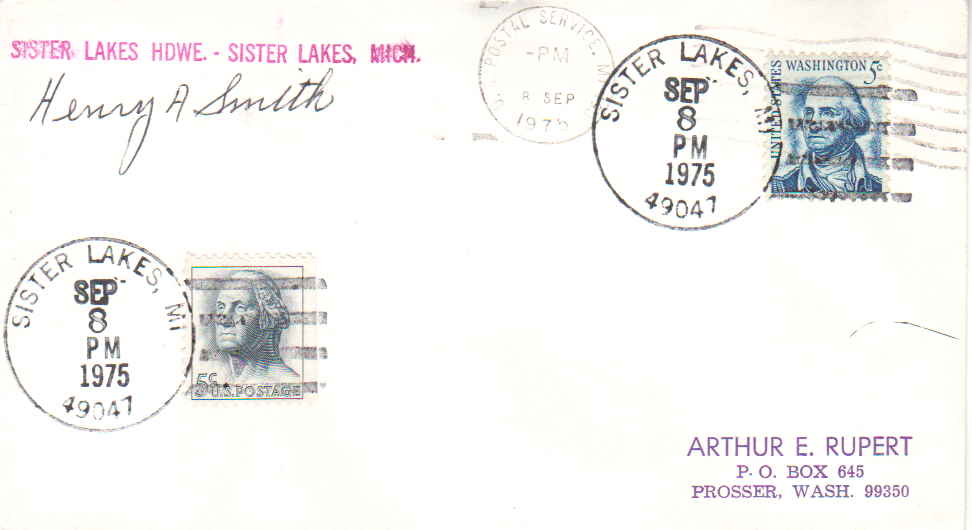 SISTER LAKES HDWE. - SISTER LAKES, MICH.
Henry A Smith
POSTAL SERVICE, M
-PM
8 SEP
1975
SISTER LAKES, MI
SEP
8
PM
1975
49047
UNITED STATES
WASHINGTON 5¢
SISTER LAKES, MI
SEP
8
PM
1975
49047
5¢
U.S. POSTAGE
ARTHUR E. RUPERT
P. O. BOX 645
PROSSER, WASH. 99350